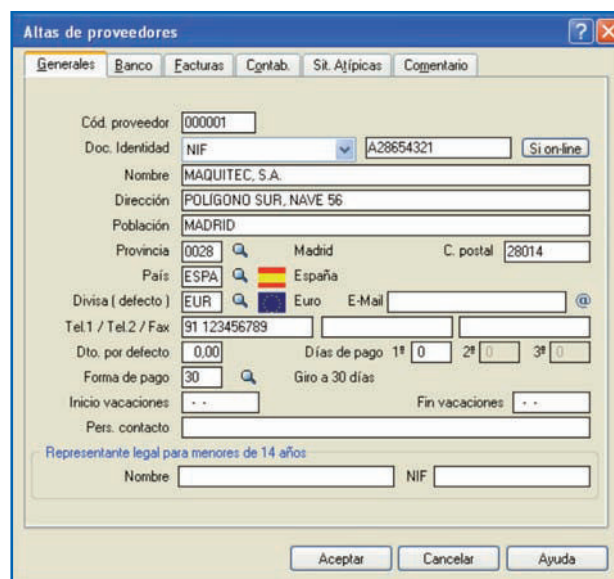 Altas de proveedores
Generales Banco Facturas Contab. Sit. Atípicas Comentario
Cód. proveedor 000001
Doc. Identidad NIF A28654321 Si on-line
Nombre MAQUITEC, S.A.
Dirección POLÍGONO SUR, NAVE 56
Población MADRID
Provincia 0028 Madrid C. postal 28014
País ESPA España
Divisa ( defecto ) EUR Euro E-Mail @
Tel.1 / Tel.2 / Fax 91 123456789
Dto. por defecto 0,00 Días de pago 1º 0 2º 0 3º 0
Forma de pago 30 Giro a 30 días
Inicio vacaciones - - Fin vacaciones - -
Pers. contacto
Representante legal para menores de 14 años
Nombre NIF
Aceptar Cancelar Ayuda